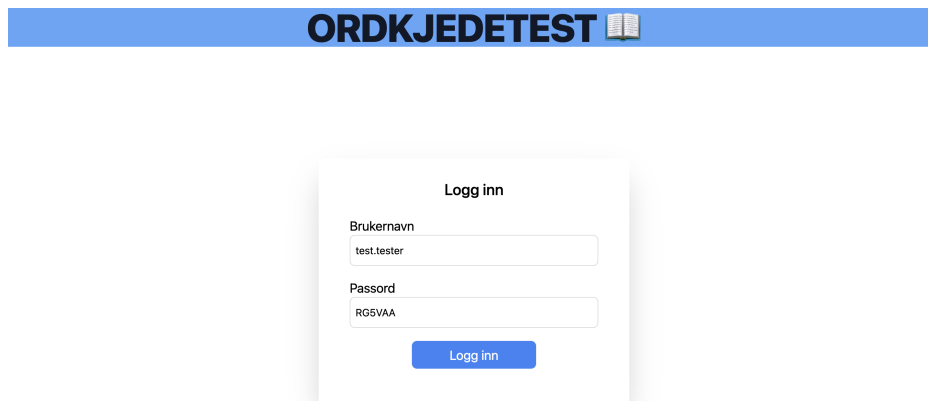 ORDKJEDETEST 📖
Logg inn
Brukernavn
test.tester
Passord
RG5VAA
Logg inn